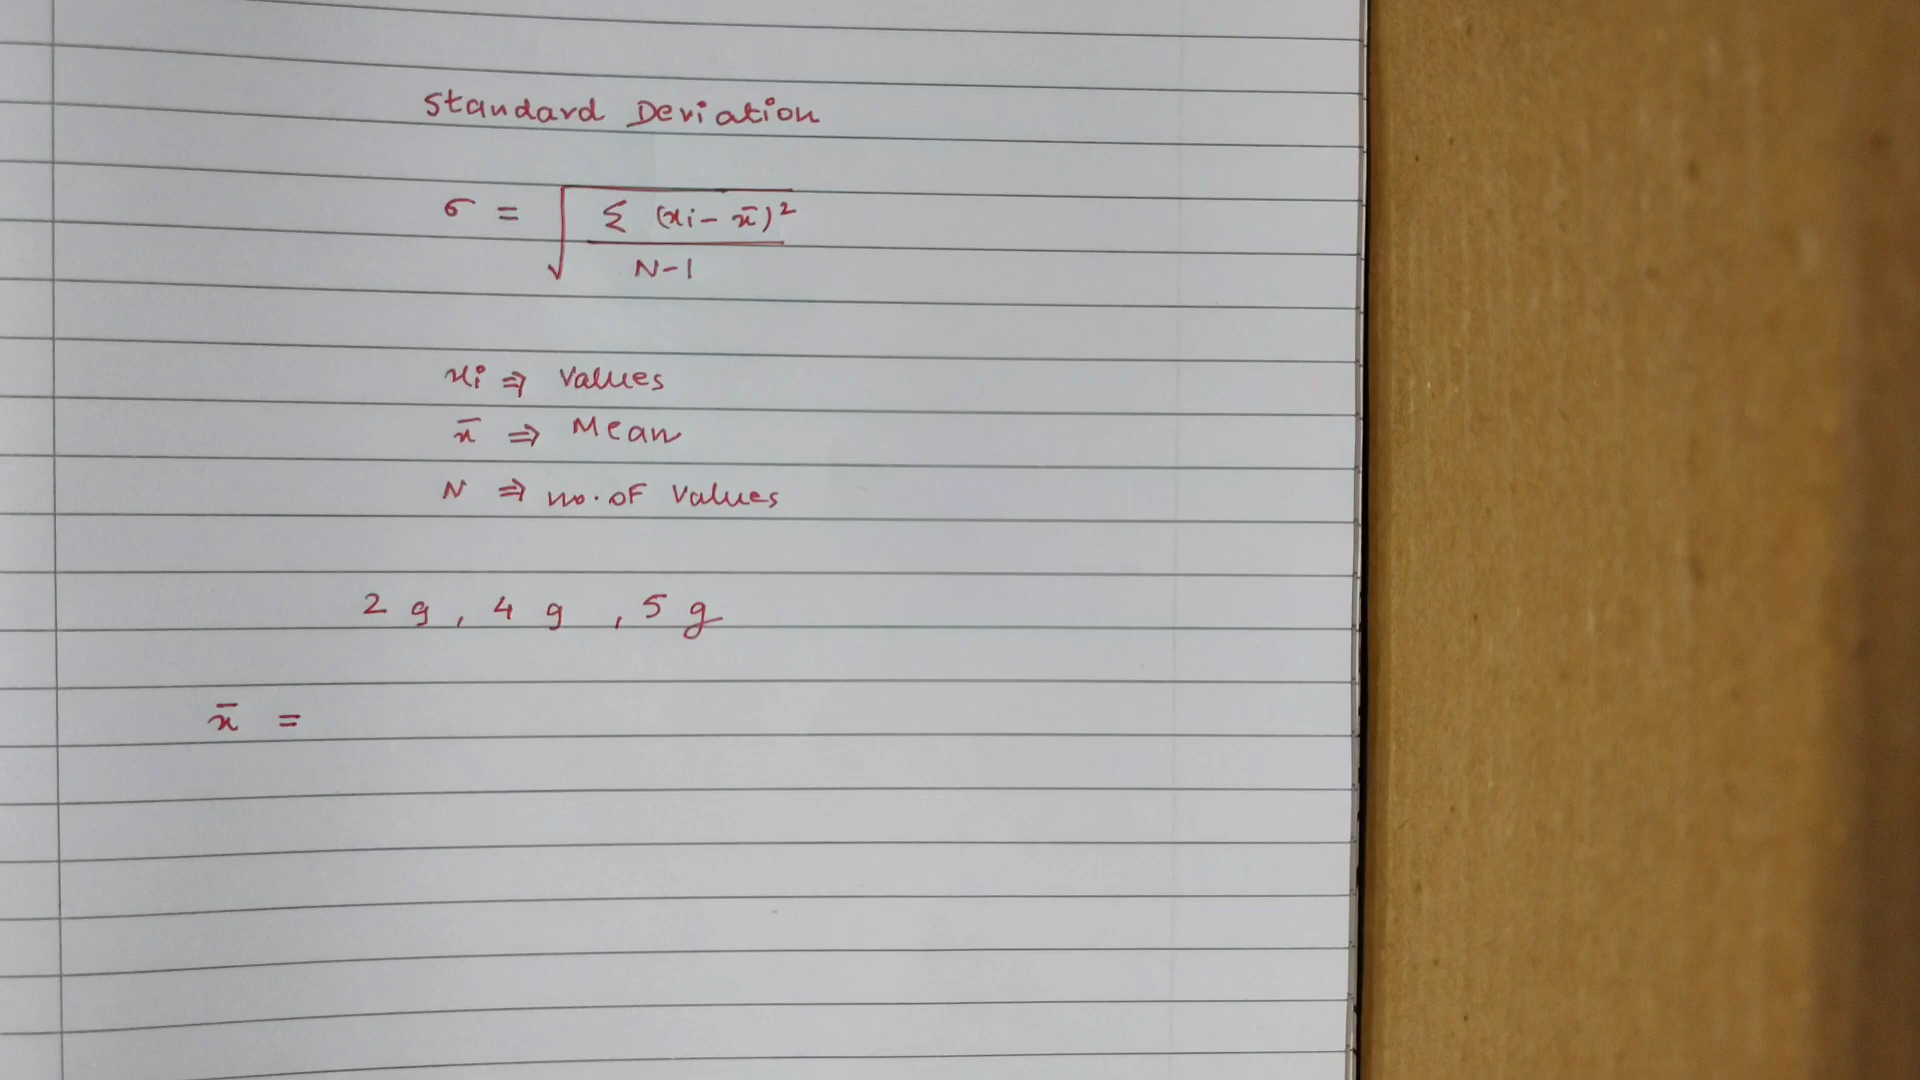 Standard Deviation
σ = √ Σ (xi - x̄)²
N-1
xi ⇒ Values
x̄ ⇒ Mean
N ⇒ no. of Values
2 g, 4 g, 5 g
x̄ =